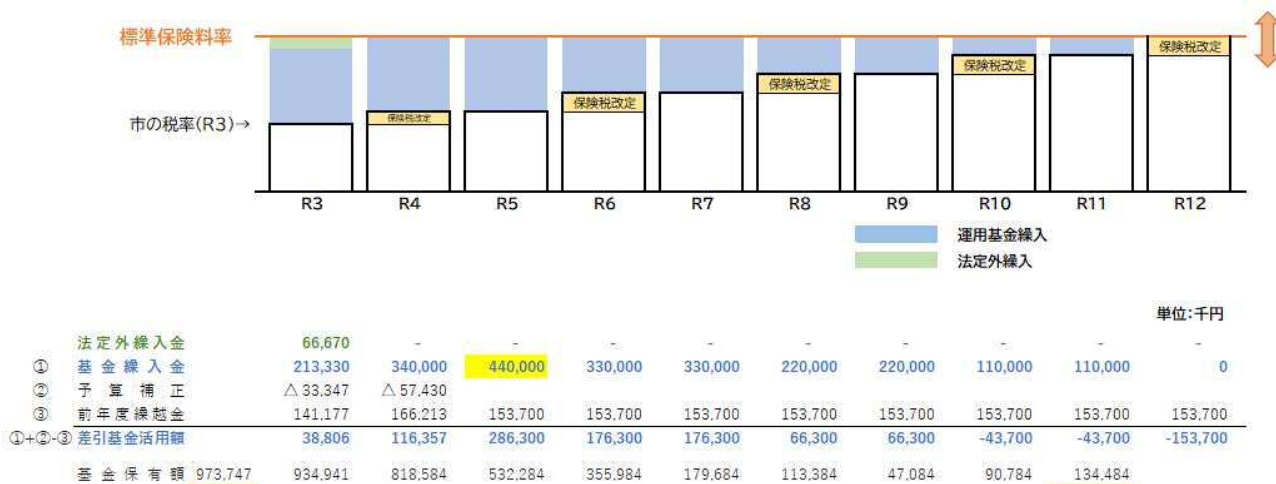 標準保険料率
保険税改定
保険税改定
保険税改定
保険税改定
保険税改定
市の税率(R3)→
R3 R4 R5 R6 R7 R8 R9 R10 R11 R12
運用基金繰入
法定外繰入
単位:千円
法定外繰入金 66,670 - - - - - - - - -
① 基金繰入金 213,330 340,000 440,000 330,000 330,000 220,000 220,000 110,000 110,000 0
② 予算補正 △33,347 △57,430
③ 前年度繰越金 141,177 166,213 153,700 153,700 153,700 153,700 153,700 153,700 153,700 153,700
①+②-③ 差引基金活用額 38,806 116,357 286,300 176,300 176,300 66,300 66,300 -43,700 -43,700 -153,700
基金保有額 973,747 934,941 818,584 532,284 355,984 179,684 113,384 47,084 90,784 134,484